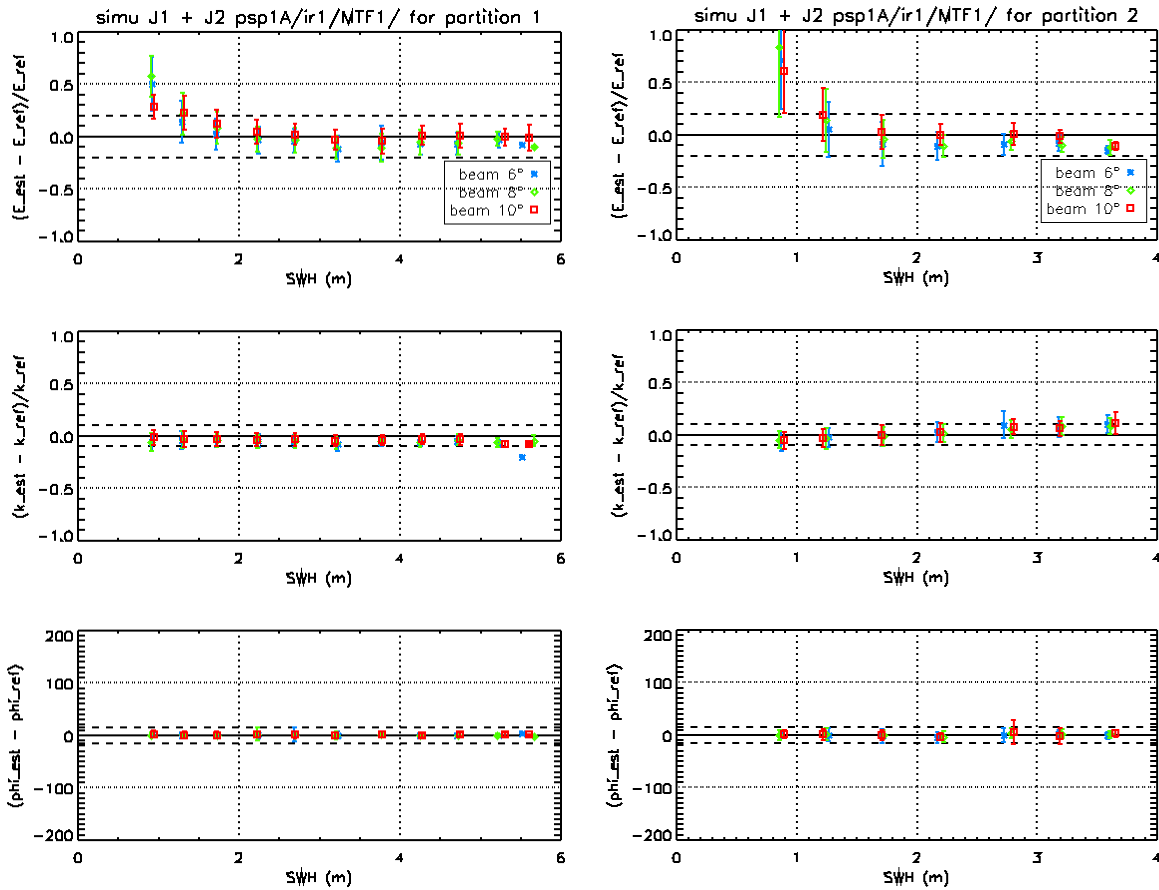 simu J1 + J2 psp1A/ir1/MTF1/ for partition 1
(E_est - E_ref)/E_ref
1.0
0.5
0.0
-0.5
-1.0
beam 6°
beam 8°
beam 10°
0 2 4 6
SWH (m)
simu J1 + J2 psp1A/ir1/MTF1/ for partition 2
(E_est - E_ref)/E_ref
1.0
0.5
0.0
-0.5
-1.0
beam 6°
beam 8°
beam 10°
0 1 2 3 4
SWH (m)
(k_est - k_ref)/k_ref
1.0
0.5
0.0
-0.5
-1.0
0 2 4 6
SWH (m)
(k_est - k_ref)/k_ref
1.0
0.5
0.0
-0.5
-1.0
0 1 2 3 4
SWH (m)
(phi_est - phi_ref)
200
100
0
-100
-200
0 2 4 6
SWH (m)
(phi_est - phi_ref)
200
100
0
-100
-200
0 1 2 3 4
SWH (m)